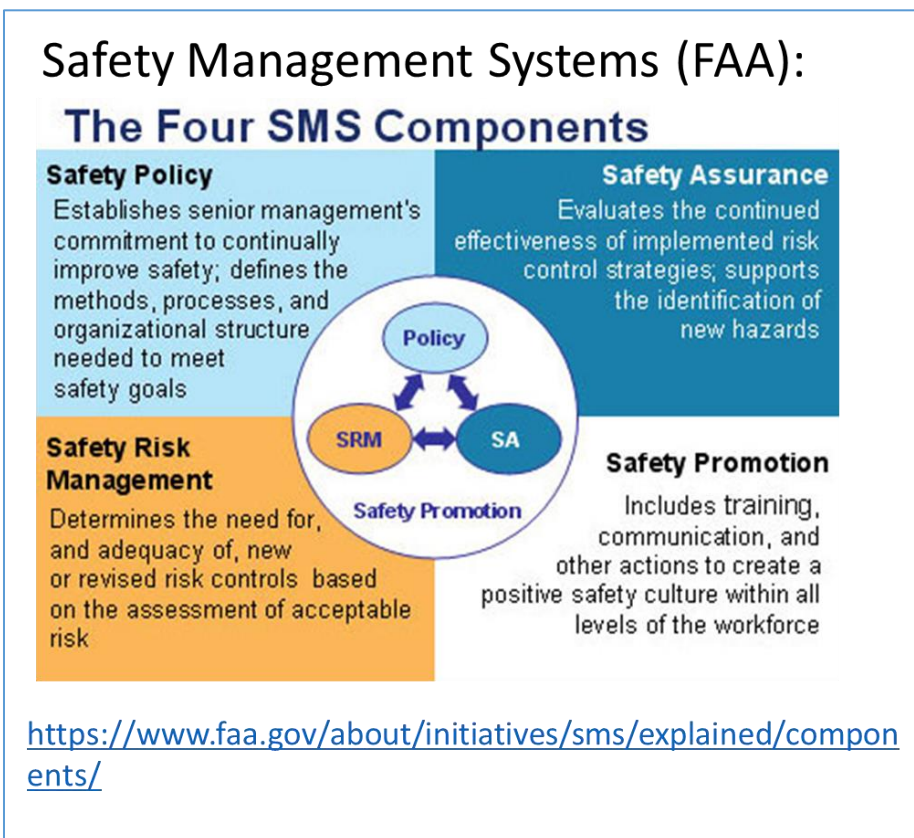 Safety Management Systems (FAA):
The Four SMS Components
Safety Policy
Establishes senior management's
commitment to continually
improve safety; defines the
methods, processes, and
organizational structure
needed to meet
safety goals
Safety Assurance
Evaluates the continued
effectiveness of implemented risk
control strategies; supports
the identification of
new hazards
Policy
SRM
SA
Safety Promotion
Safety Risk
Management
Determines the need for,
and adequacy of, new
or revised risk controls based
on the assessment of acceptable
risk
Safety Promotion
Includes training,
communication, and
other actions to create a
positive safety culture within all
levels of the workforce
https://www.faa.gov/about/initiatives/sms/explained/compon
ents/